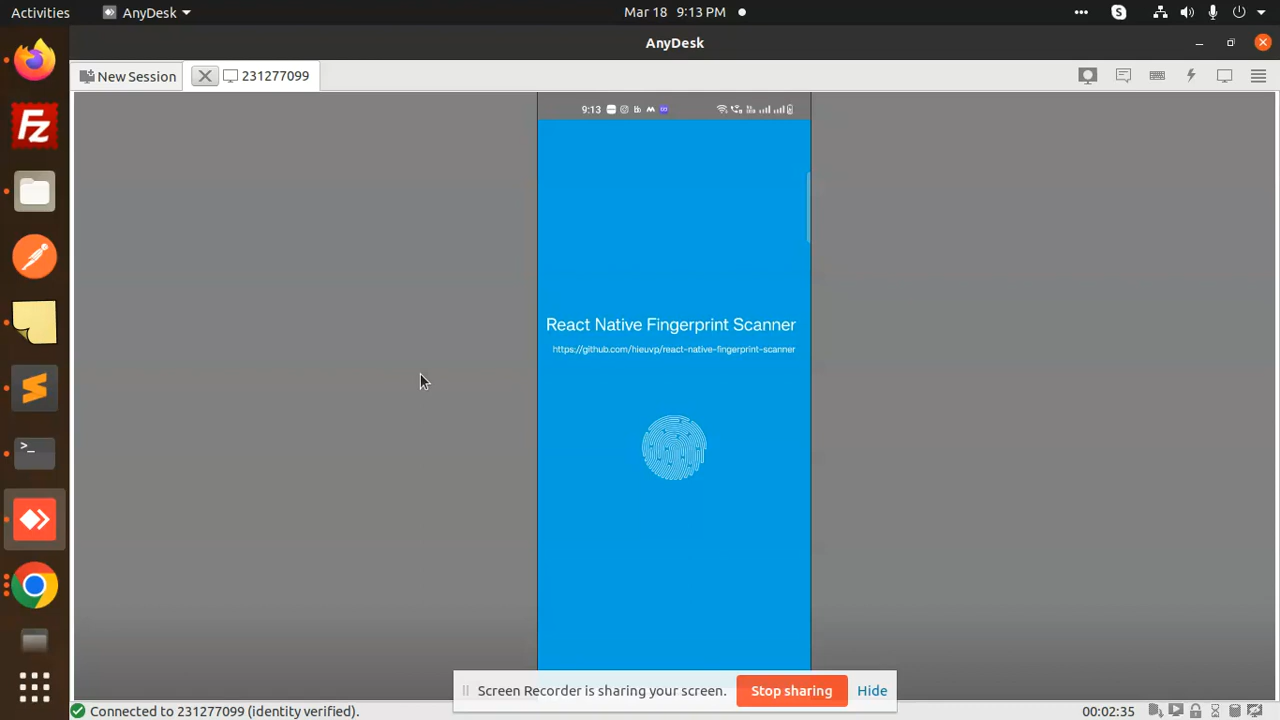 Activities
AnyDesk
Mar 18 9:13 PM
AnyDesk
New Session
231277099
9:13
React Native Fingerprint Scanner
https://github.com/hieuvp/react-native-fingerprint-scanner
Screen Recorder is sharing your screen.
Stop sharing
Hide
Connected to 231277099 (identity verified).
00:02:35